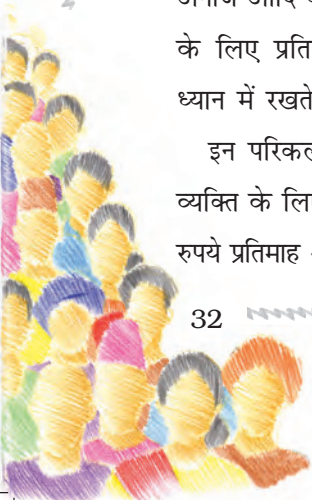 के लिए प्रति
ध्यान में रखते
इन परिकल
व्यक्ति के लि
रुपये प्रतिमाह
32